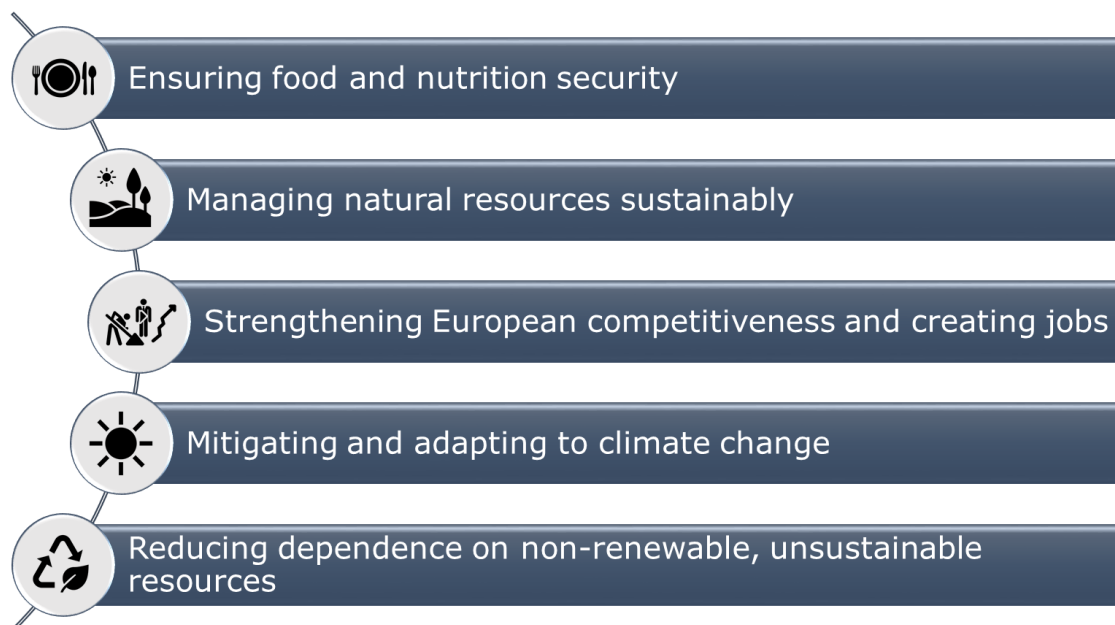 Ensuring food and nutrition security
Managing natural resources sustainably
Strengthening European competitiveness and creating jobs
Mitigating and adapting to climate change
Reducing dependence on non-renewable, unsustainable
resources